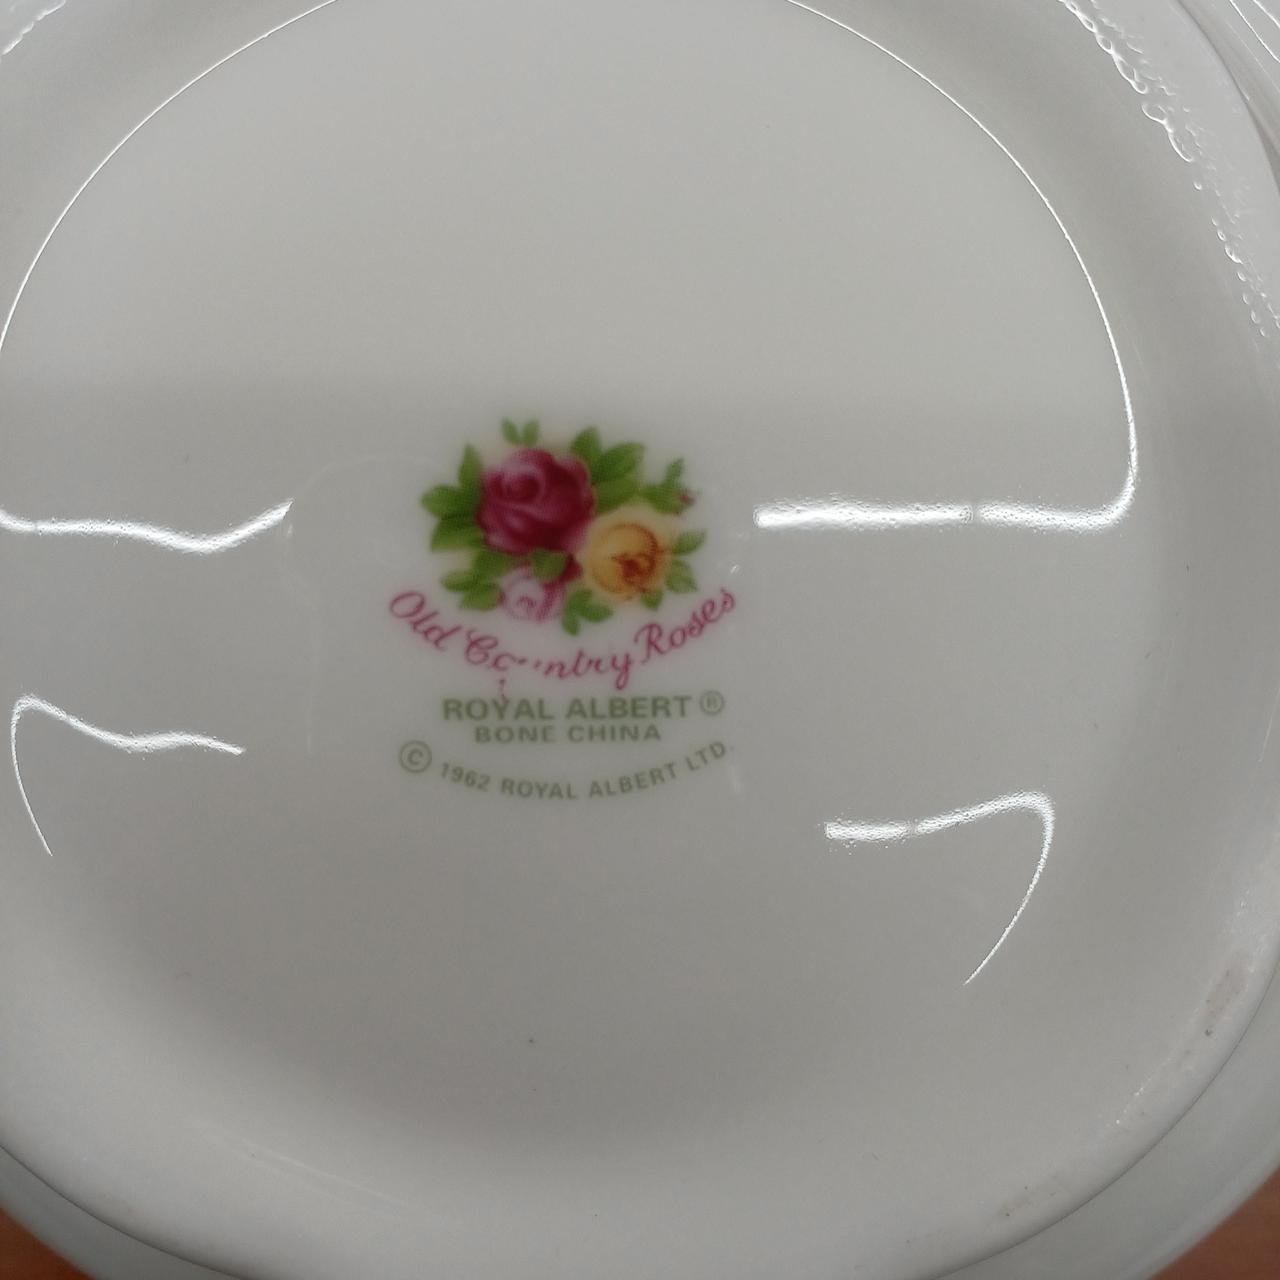 Old Country Roses
ROYAL ALBERT ®
BONE CHINA
© 1962 ROYAL ALBERT LTD.